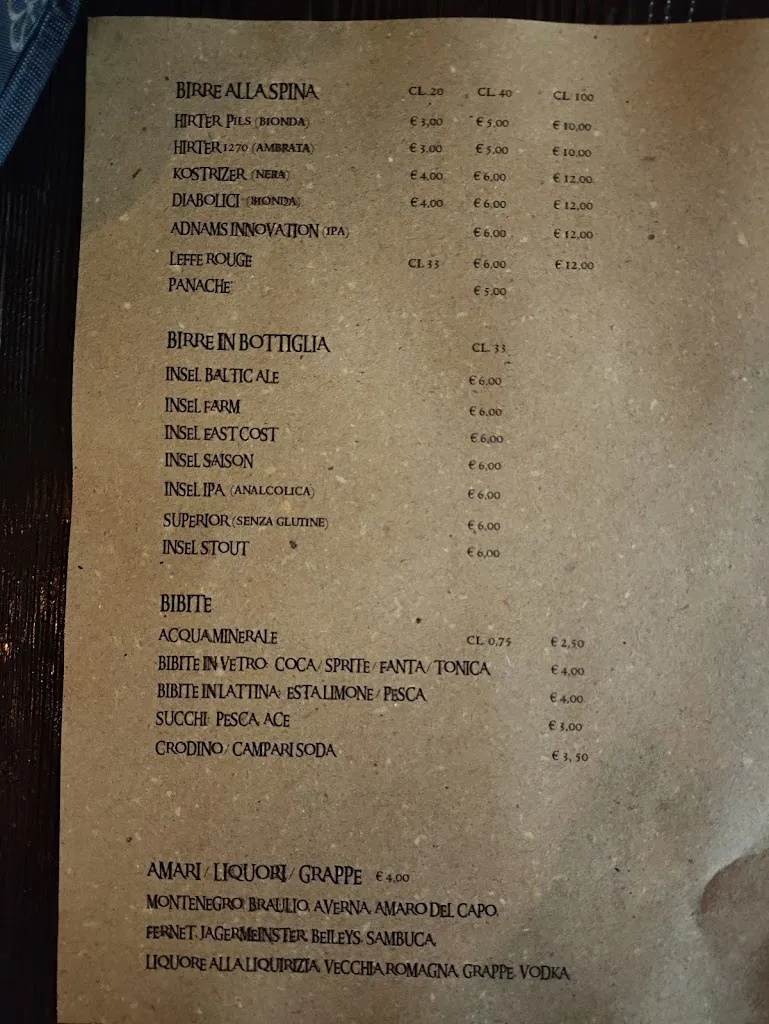 BIRRE ALLA SPINA CL 20 CL 40 CL 100
HIRTER PILS (BIONDA) € 3,00 € 5,00 € 10,00
HIRTER 1270 (AMBRATA) € 3,00 € 5,00 € 10,00
KOSTRIZER (NERA) € 4,00 € 6,00 € 12,00
DIABOLICI (BIONDA) € 4,00 € 6,00 € 12,00
ADNAMS INNOVATION (IPA) € 6,00 € 12,00
LEFFE ROUGE CL 33 € 6,00 € 12,00
PANACHE' € 5,00
BIRRE IN BOTTIGLIA CL 33
INSEL BALTIC ALE € 6,00
INSEL FARM € 6,00
INSEL EAST COST € 6,00
INSEL SAISON € 6,00
INSEL IPA (ANALCOLICA) € 6,00
SUPERIOR (SENZA GLUTINE) € 6,00
INSEL STOUT € 6,00
BIBITE
ACQUA MINERALE CL 0,75 € 2,50
BIBITE IN VETRO: COCA / SPRITE / FANTA / TONICA € 4,00
BIBITE IN LATTINA: ESTA LIMONE / PESCA € 4,00
SUCCHI: PESCA, ACE € 3,00
CRODINO / CAMPARI SODA € 3, 50
AMARI / LIQUORI / GRAPPE € 4,00
MONTENEGRO, BRAULIO, AVERNA, AMARO DEL CAPO,
FERNET, JAGERMEINSTER, BEILEYS, SAMBUCA,
LIQUORE ALLA LIQUIRIZIA, VECCHIA ROMAGNA, GRAPPE, VODKA